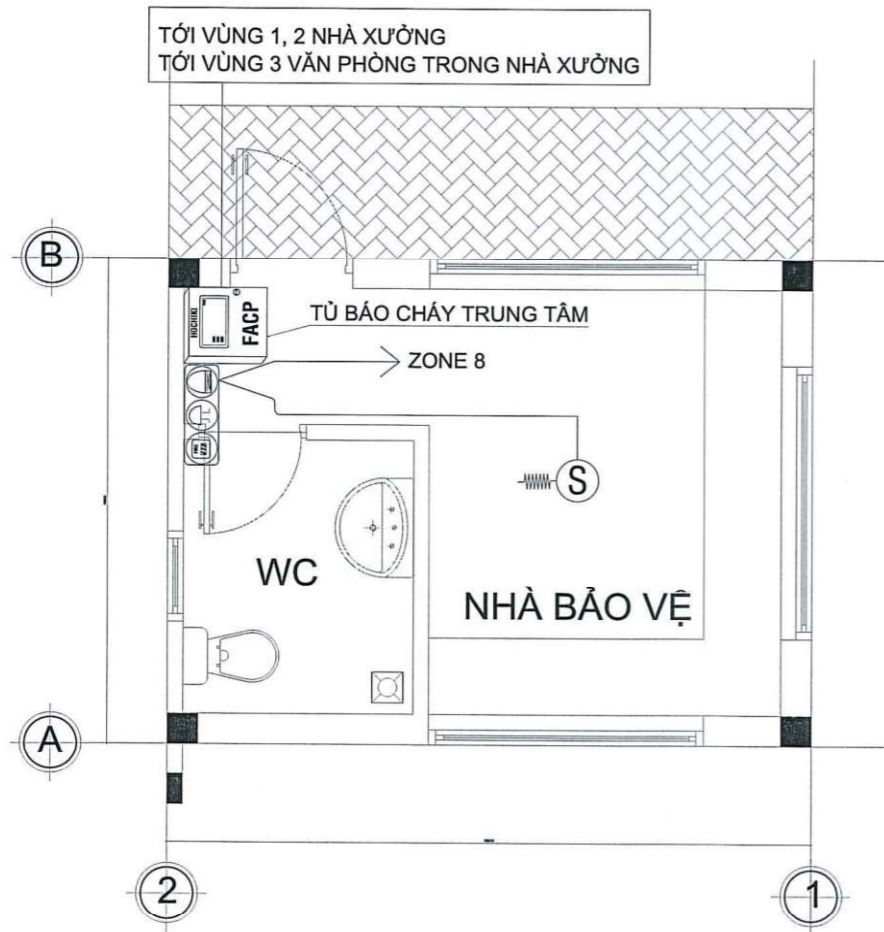 TỚI VÙNG 1, 2 NHÀ XƯỞNG
TỚI VÙNG 3 VĂN PHÒNG TRONG NHÀ XƯỞNG
B
HOCHIKI
FACP
TỦ BÁO CHÁY TRUNG TÂM
ZONE 8
S
WC
NHÀ BẢO VỆ
A
2
1